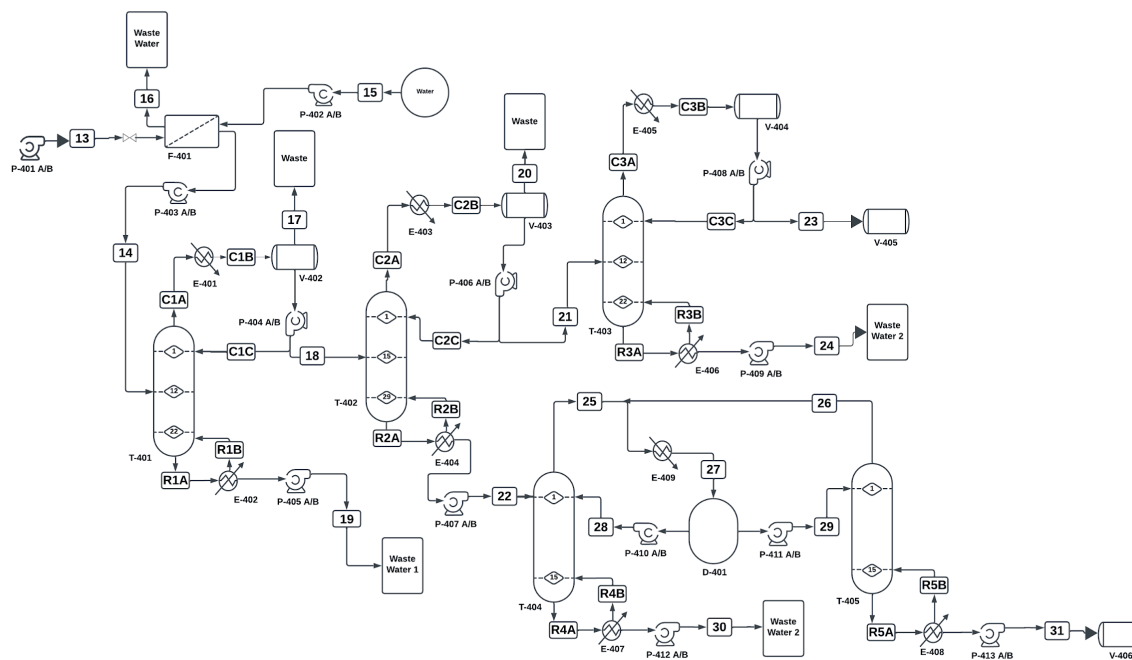 Waste
Water
16
15
Water
P-402 A/B
13
P-401 A/B
F-401
P-403 A/B
14
Waste
17
E-401
C1B
V-402
C1A
P-404 A/B
C1C
18
1
12
22
T-401
R1B
R1A
E-402
P-405 A/B
19
Waste
Water 1
Waste
20
E-403
C2B
V-403
C2A
P-406 A/B
C2C
21
1
15
29
T-402
R2B
R2A
E-404
P-407 A/B
22
E-405
C3B
V-404
C3A
P-408 A/B
C3C
23
V-405
1
12
22
T-403
R3B
R3A
E-406
P-409 A/B
24
Waste
Water 2
25
26
E-409
27
1
28
P-410 A/B
D-401
P-411 A/B
29
1
15
T-404
R4B
R4A
E-407
P-412 A/B
30
Waste
Water 2
15
T-405
R5B
R5A
E-408
P-413 A/B
31
V-406